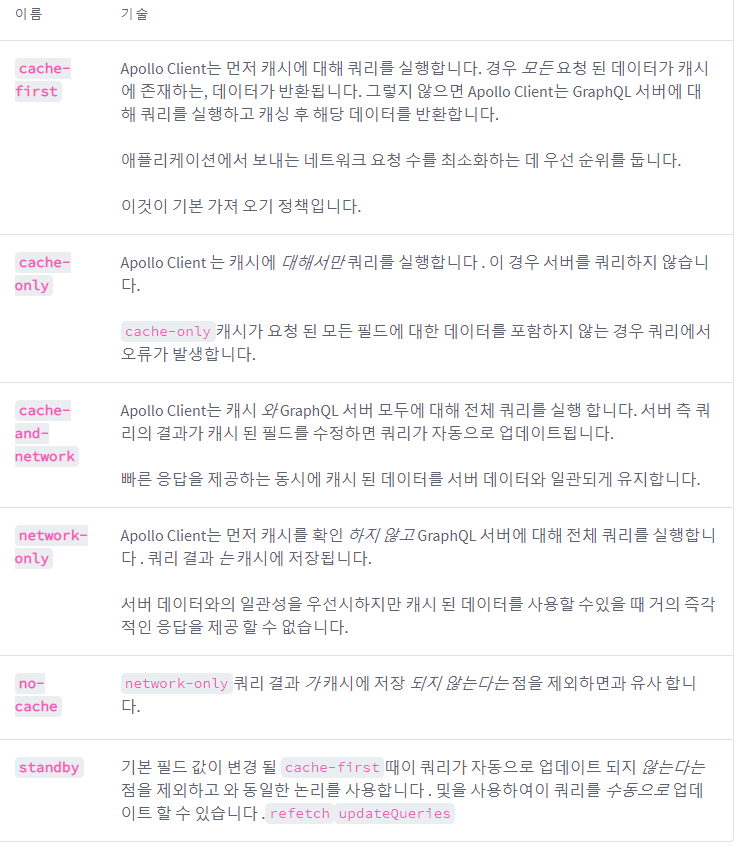 이름 기술
cache- Apollo Client는 먼저 캐시에 대해 쿼리를 실행합니다. 경우 모든 요청 된 데이터가 캐시
first 에 존재하는, 데이터가 반환됩니다. 그렇지 않으면 Apollo Client는 GraphQL 서버에 대
해 쿼리를 실행하고 캐싱 후 해당 데이터를 반환합니다.
애플리케이션에서 보내는 네트워크 요청 수를 최소화하는 데 우선 순위를 둡니다.
이것이 기본 가져 오기 정책입니다.
cache- Apollo Client 는 캐시에 대해서만 쿼리를 실행합니다 . 이 경우 서버를 쿼리하지 않습니
only 다.
cache-only 캐시가 요청 된 모든 필드에 대한 데이터를 포함하지 않는 경우 쿼리에서
오류가 발생합니다.
cache- Apollo Client는 캐시 와 GraphQL 서버 모두에 대해 전체 쿼리를 실행 합니다. 서버 측 쿼
and- 리의 결과가 캐시 된 필드를 수정하면 쿼리가 자동으로 업데이트됩니다.
network
빠른 응답을 제공하는 동시에 캐시 된 데이터를 서버 데이터와 일관되게 유지합니다.
network- Apollo Client는 먼저 캐시를 확인 하지 않고 GraphQL 서버에 대해 전체 쿼리를 실행합니
only 다 . 쿼리 결과 는 캐시에 저장됩니다.
서버 데이터와의 일관성을 우선시하지만 캐시 된 데이터를 사용할 수있을 때 거의 즉각
적인 응답을 제공 할 수 없습니다.
no- network-only 쿼리 결과 가 캐시에 저장 되지 않는다는 점을 제외하면과 유사 합니
cache 다.
standby 기본 필드 값이 변경 될 cache-first 때이 쿼리가 자동으로 업데이트 되지 않는다는
점을 제외하고 와 동일한 논리를 사용합니다 . 및을 사용하여이 쿼리를 수동으로 업데
이트 할 수 있습니다 . refetch updateQueries